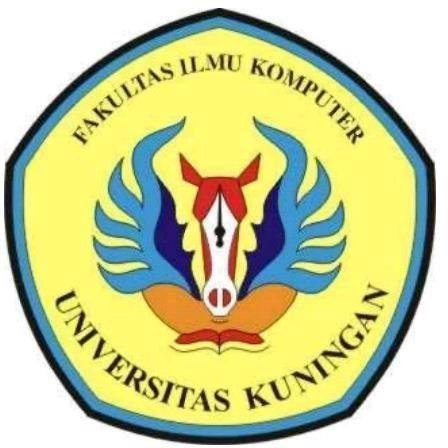 FAKULTAS ILMU KOMPUTER
UNIVERSITAS KUNINGAN